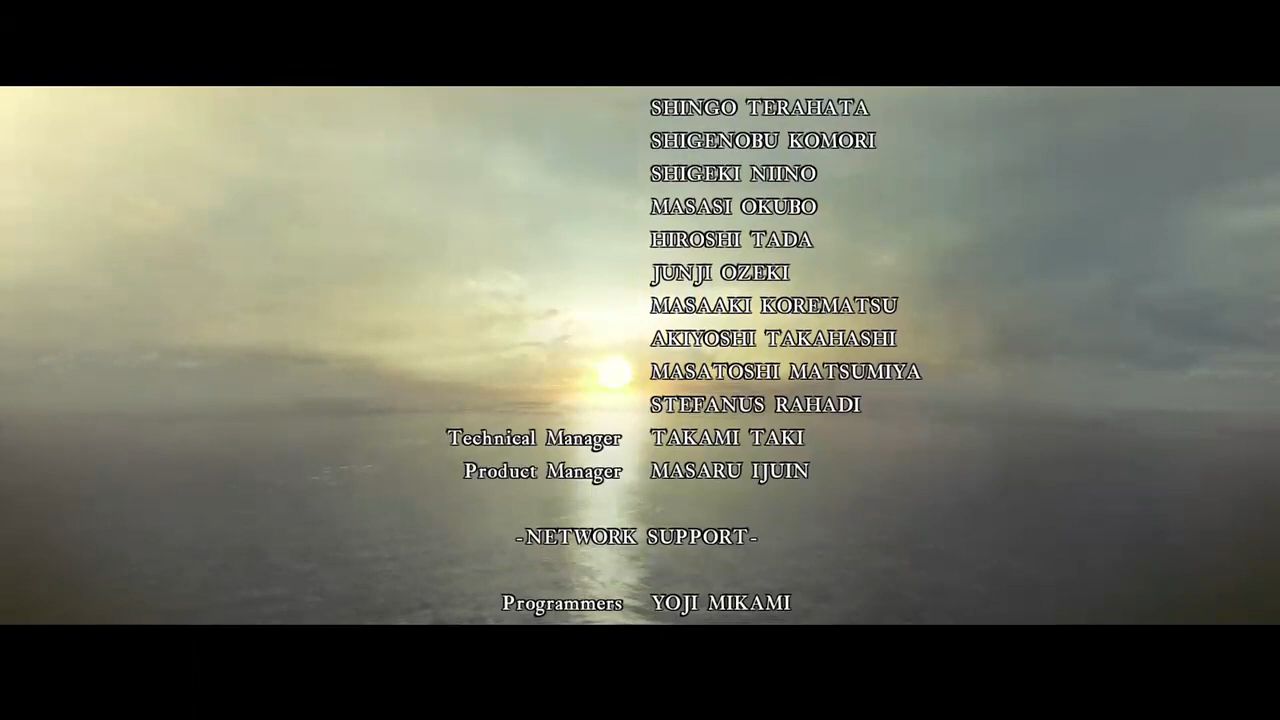 SHINGO TERAHATA
SHIGENOBU KOMORI
SHIGEKI NIINO
MASASI OKUBO
HIROSHI TADA
JUNJI OZEKI
MASAAKI KOREMATSU
AKIYOSHI TAKAHASHI
MASATOSHI MATSUMIYA
STEFANUS RAHADI
Technical Manager TAKAMI TAKI
Product Manager MASARU IJUIN
-NETWORK SUPPORT-
Programmers YOJI MIKAMI